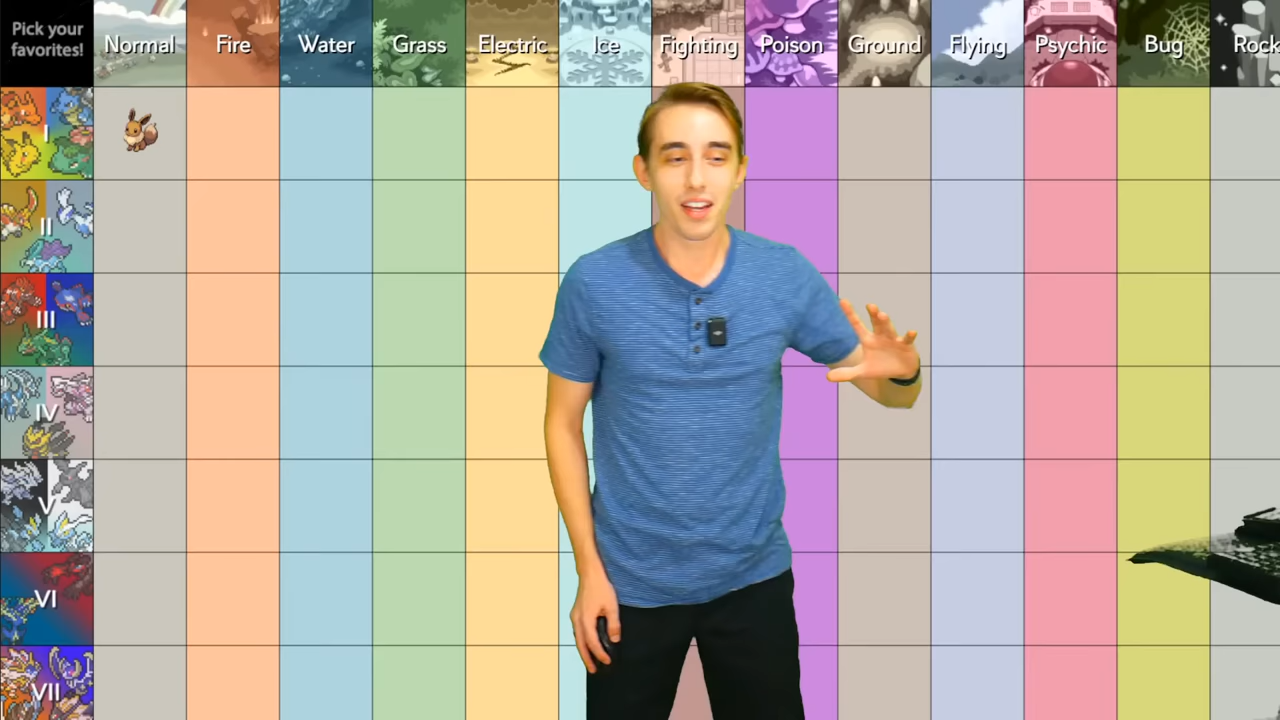 Pick your
favorites!
Normal
Fire
Water
Grass
Electric
Ice
Fighting
Poison
Ground
Flying
Psychic
Bug
Rock
I
II
III
IV
V
VI
VII